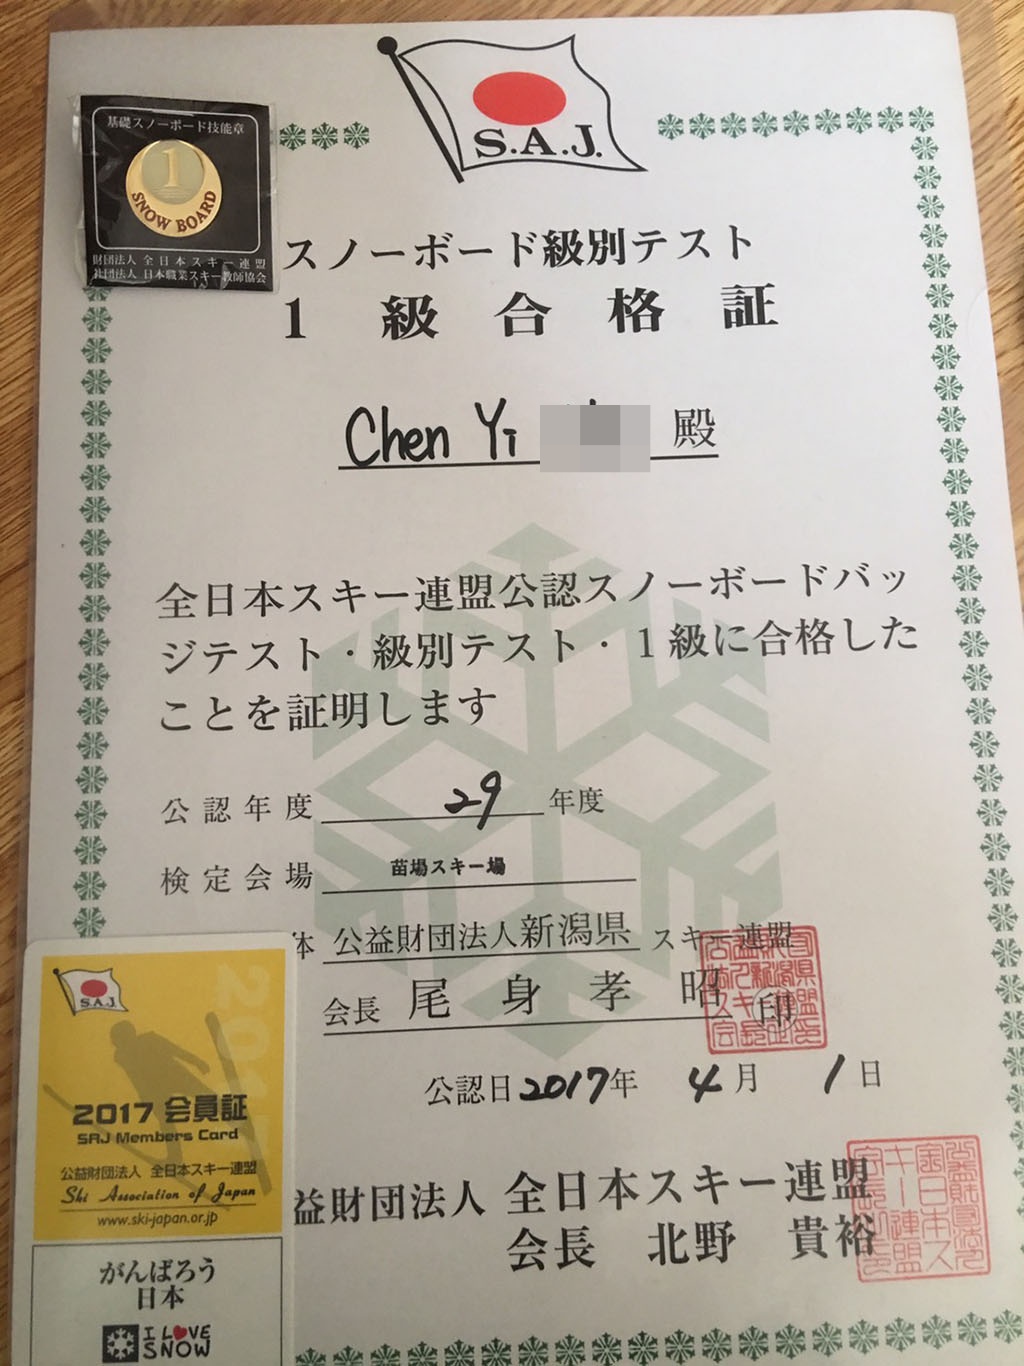 S.A.J.
基礎スノーボード技能章
1
SNOW BOARD
財団法人 全日本スキー連盟
社団法人 日本職業スキー教師協会
スノーボード級別テスト
1級合格証
Chen Yi 殿
全日本スキー連盟公認スノーボードバッ
ジテスト・級別テスト・1級に合格した
ことを証明します
公認年度 29 年度
検定会場 苗場スキー場
体 公益財団法人新潟県 スキー連盟
会長 尾身孝昭 印
公認日2017年 4月 1日
益財団法人 全日本スキー連盟
会長 北野 貴裕
S.A.J.
2017 会員証
SAJ Members Card
公益財団法人 全日本スキー連盟
Ski Association of Japan
www.ski-japan.or.jp
がんばろう
日本
I LOVE
SNOW